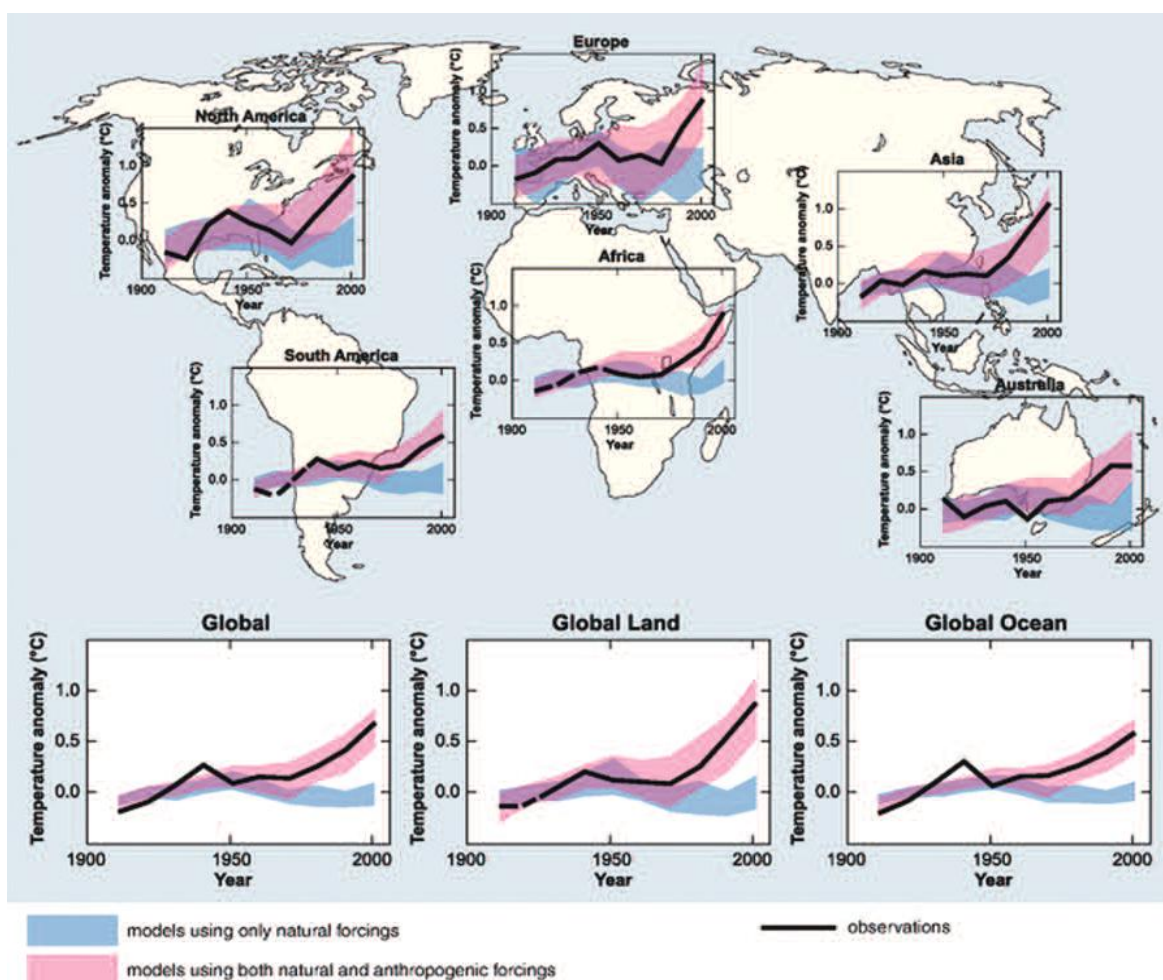 Europe
Temperature anomaly (°C)
1.0
0.5
0.0
1900
1950
2000
Year
North America
Temperature anomaly (°C)
1.0
0.5
0.0
1900
1950
2000
Year
Asia
Temperature anomaly (°C)
1.0
0.5
0.0
1900
1950
2000
Year
Africa
Temperature anomaly (°C)
1.0
0.5
0.0
1900
1950
2000
Year
South America
Temperature anomaly (°C)
1.0
0.5
0.0
1900
1950
2000
Year
Australia
Temperature anomaly (°C)
1.0
0.5
0.0
1900
1950
2000
Year
Global
Temperature anomaly (°C)
1.0
0.5
0.0
1900
1950
2000
Year
Global Land
Temperature anomaly (°C)
1.0
0.5
0.0
1900
1950
2000
Year
Global Ocean
Temperature anomaly (°C)
1.0
0.5
0.0
1900
1950
2000
Year
models using only natural forcings
observations
models using both natural and anthropogenic forcings